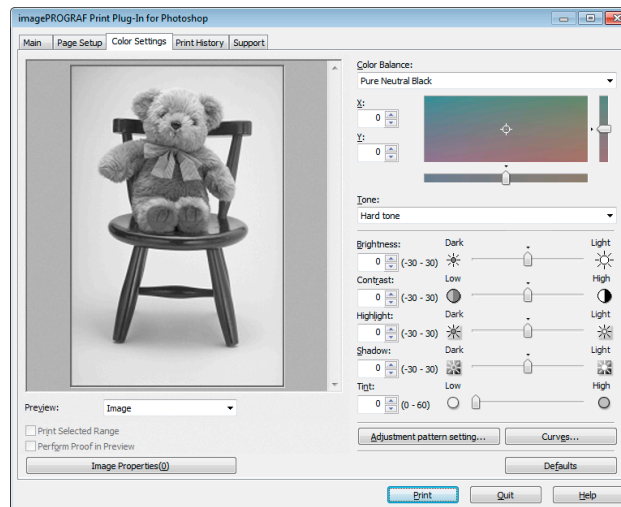 imagePROGRAF Print Plug-In for Photoshop
Main Page Setup Color Settings Print History Support
Color Balance:
Pure Neutral Black
X:
0
Y:
0
Tone:
Hard tone
Brightness: Dark Light
0 (-30 - 30)
Contrast: Low High
0 (-30 - 30)
Highlight: Dark Light
0 (-30 - 30)
Shadow: Dark Light
0 (-30 - 30)
Tint: Low High
0 (0 - 60)
Preview: Image
Print Selected Range
Perform Proof in Preview
Adjustment pattern setting... Curves...
Image Properties(0) Defaults
Print Quit Help